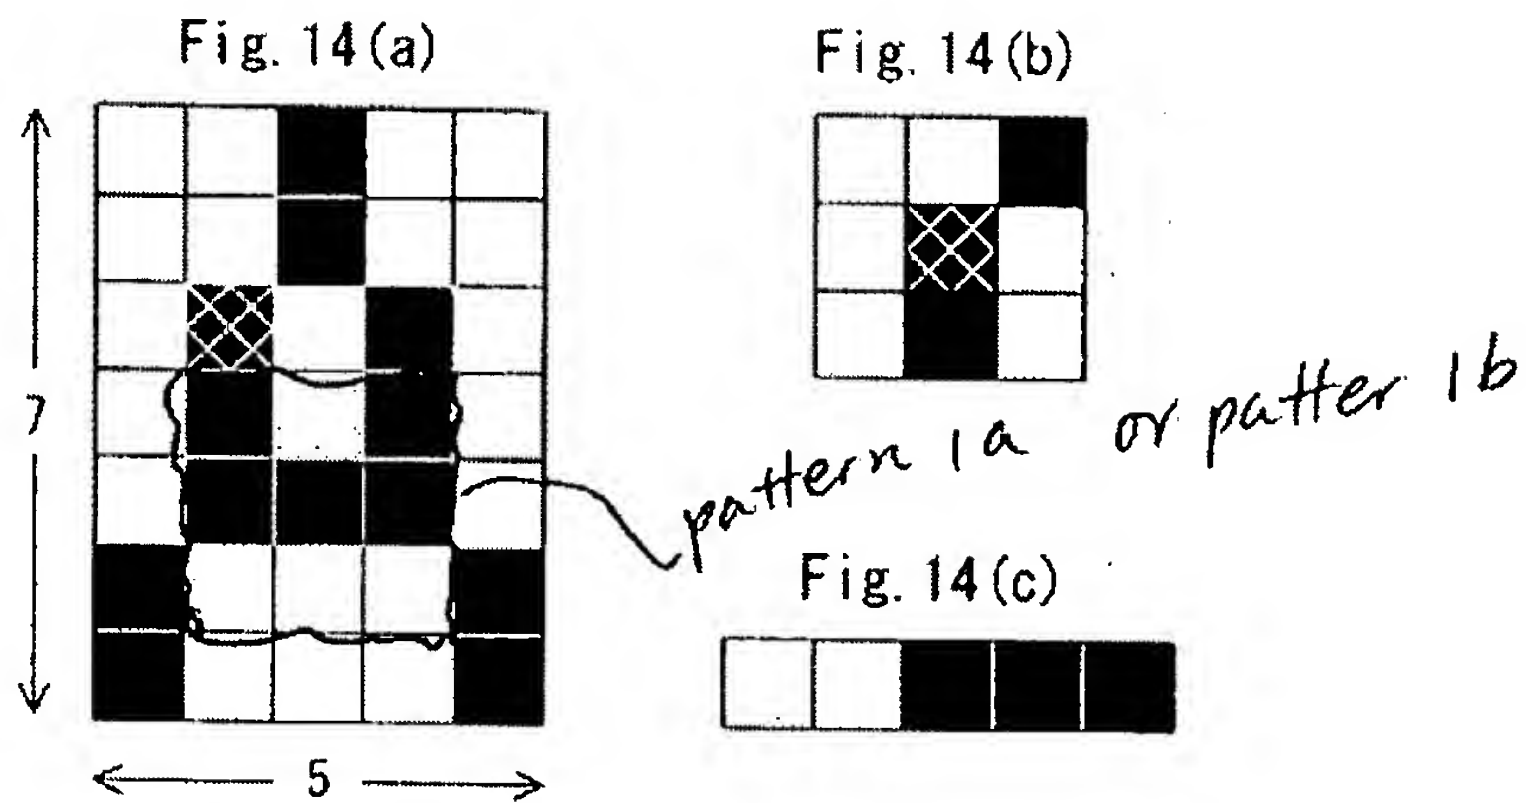 Fig. 14(a)
Fig. 14(b)
7
pattern 1a or patter 1b
Fig. 14(c)
5